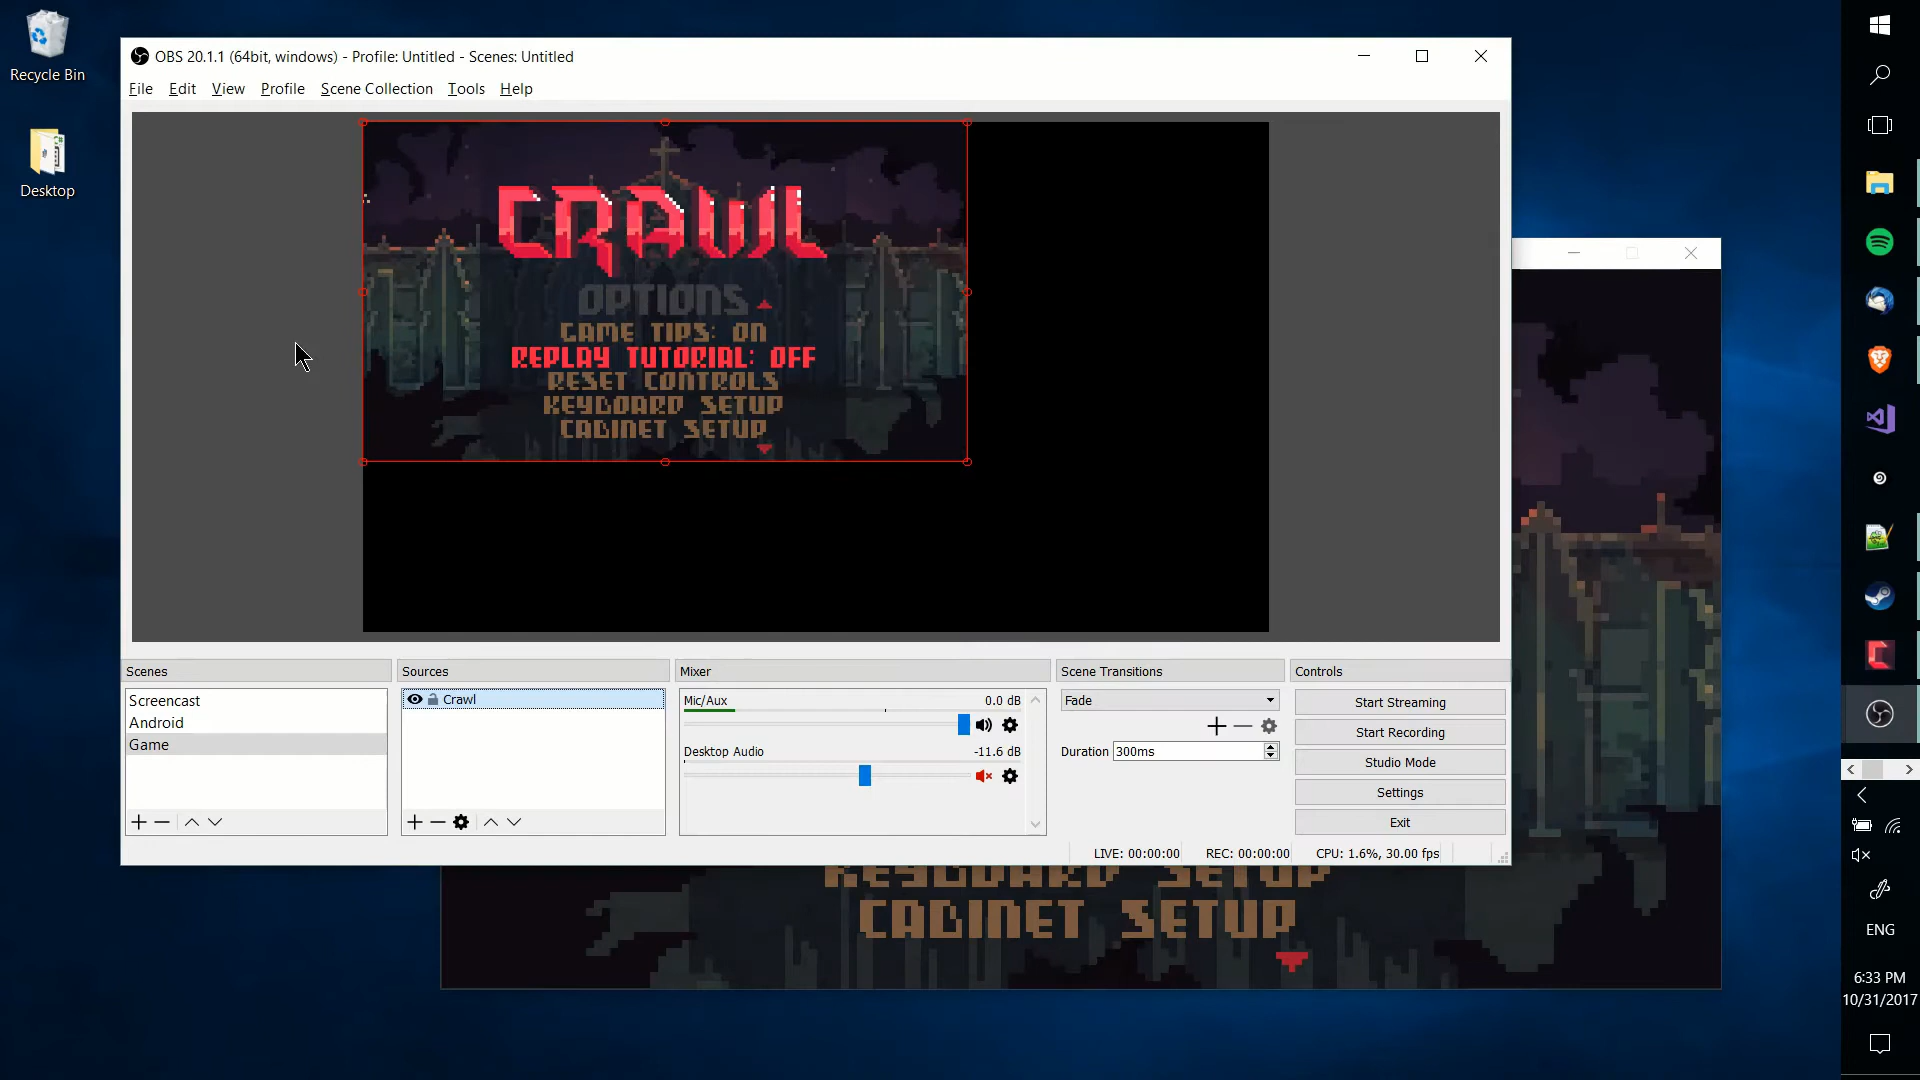 Recycle Bin
Desktop
OBS 20.1.1 (64bit, windows) - Profile: Untitled - Scenes: Untitled
File Edit View Profile Scene Collection Tools Help
CRAWL
OPTIONS
GAME TIPS: ON
REPLAY TUTORIAL: OFF
RESET CONTROLS
KEYBOARD SETUP
CABINET SETUP
Scenes
Screencast
Android
Game
Sources
Crawl
Mixer
Mic/Aux 0.0 dB
Desktop Audio -11.6 dB
Scene Transitions
Fade
Duration 300ms
Controls
Start Streaming
Start Recording
Studio Mode
Settings
Exit
LIVE: 00:00:00 REC: 00:00:00 CPU: 1.6%, 30.00 fps
KEYBOARD SETUP
CABINET SETUP
ENG
6:33 PM
10/31/2017